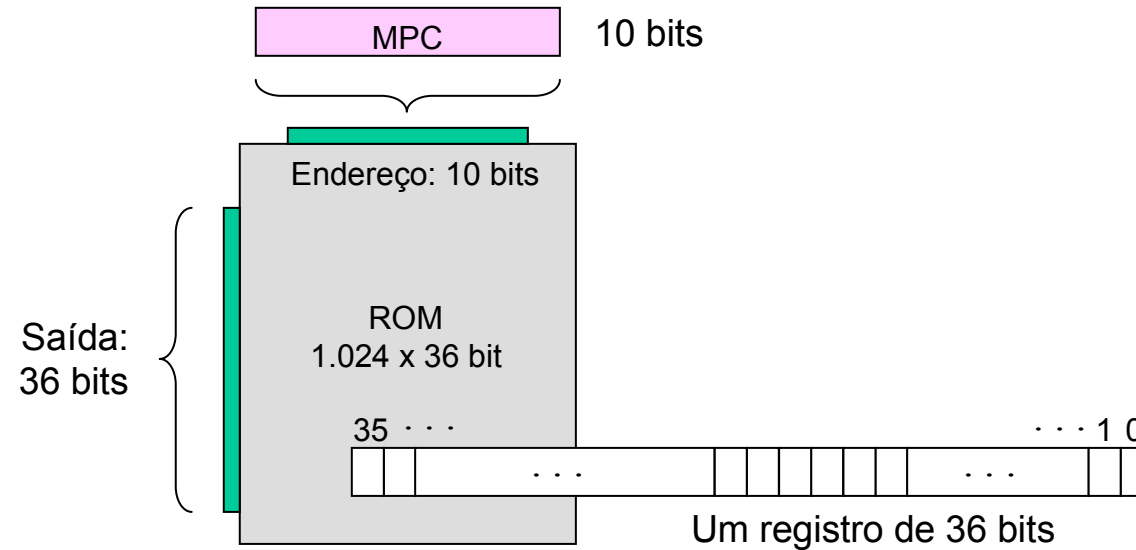 MPC
10 bits
Endereço: 10 bits
Saída:
36 bits
ROM
1.024 x 36 bit
35 · · ·
· · · 1 0
· · ·
· · ·
Um registro de 36 bits